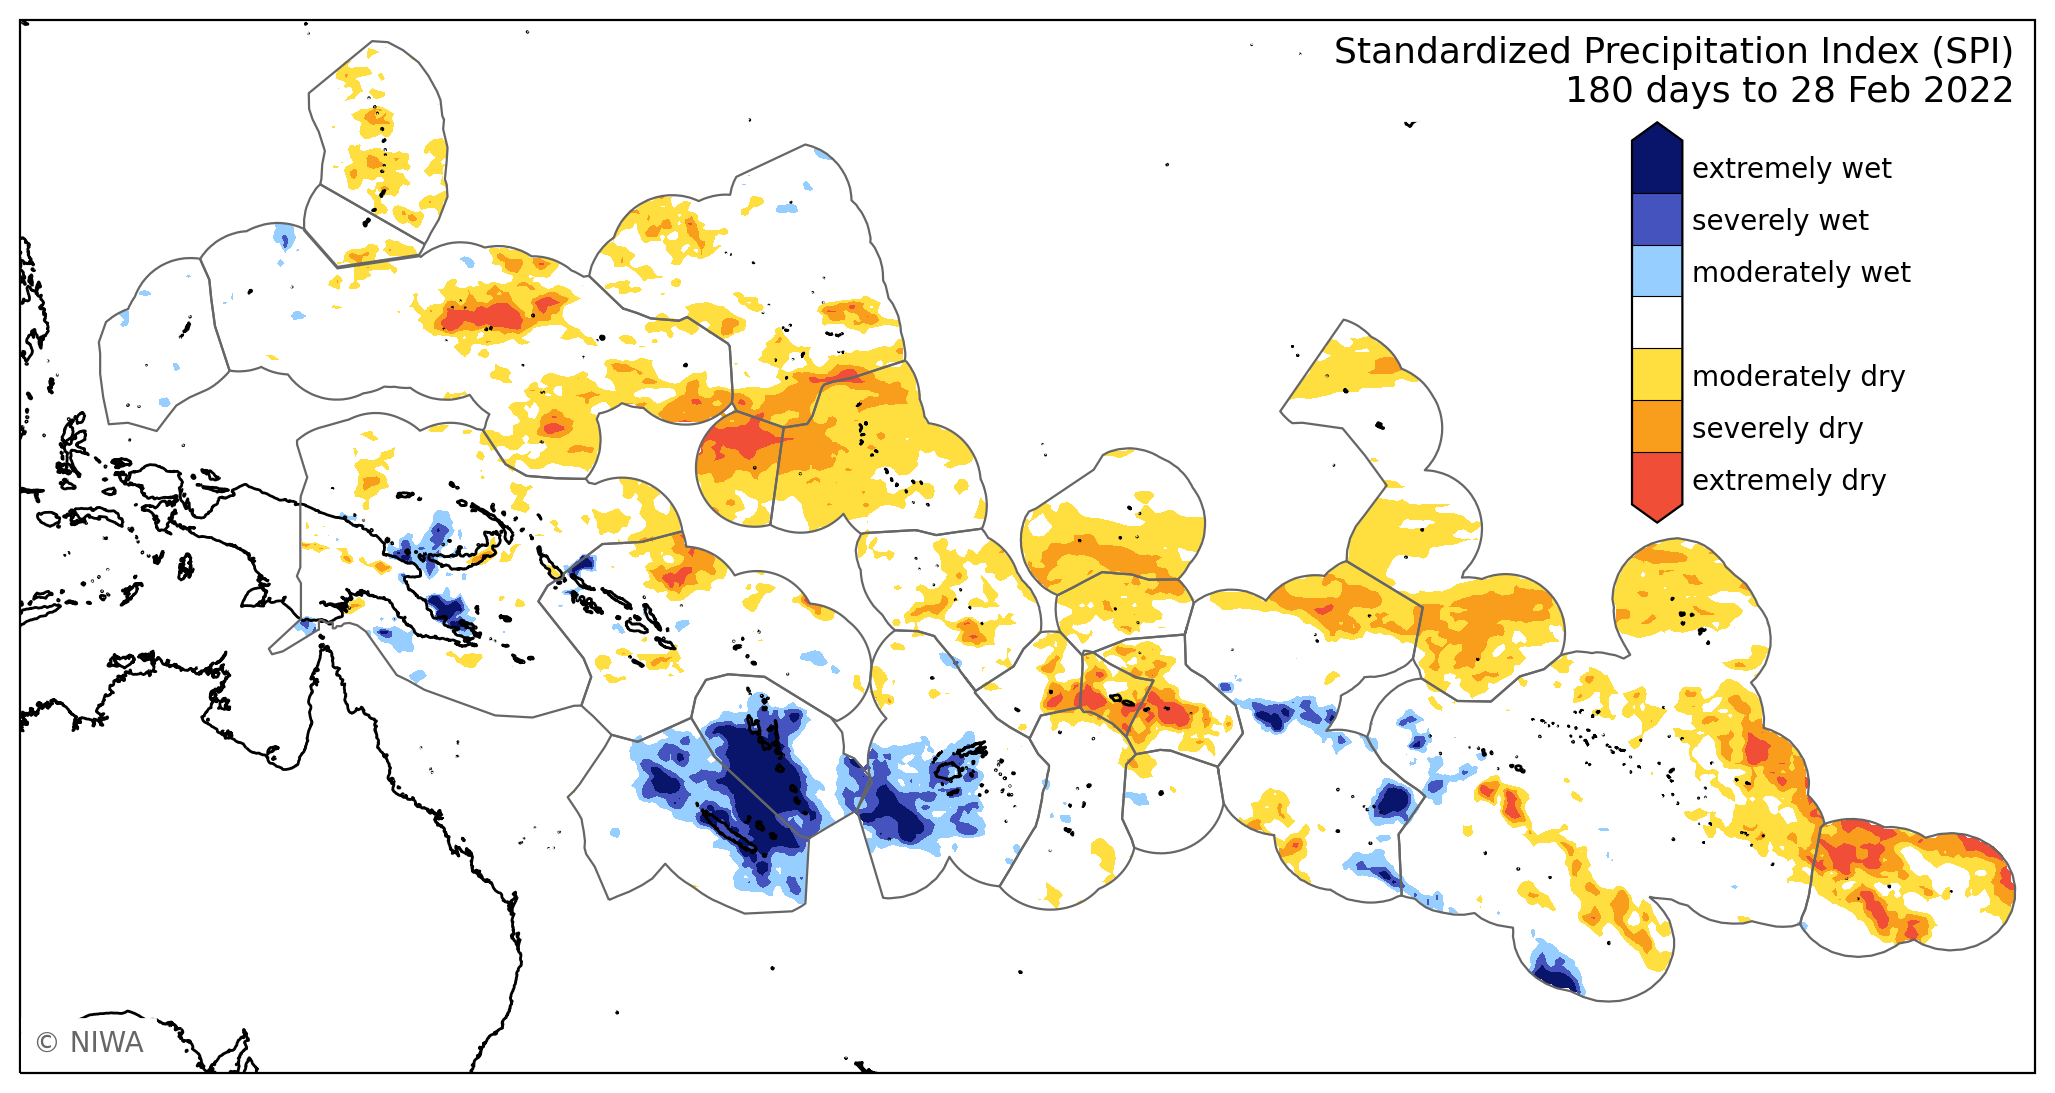 Standardized Precipitation Index (SPI)
180 days to 28 Feb 2022
extremely wet
severely wet
moderately wet
moderately dry
severely dry
extremely dry
© NIWA